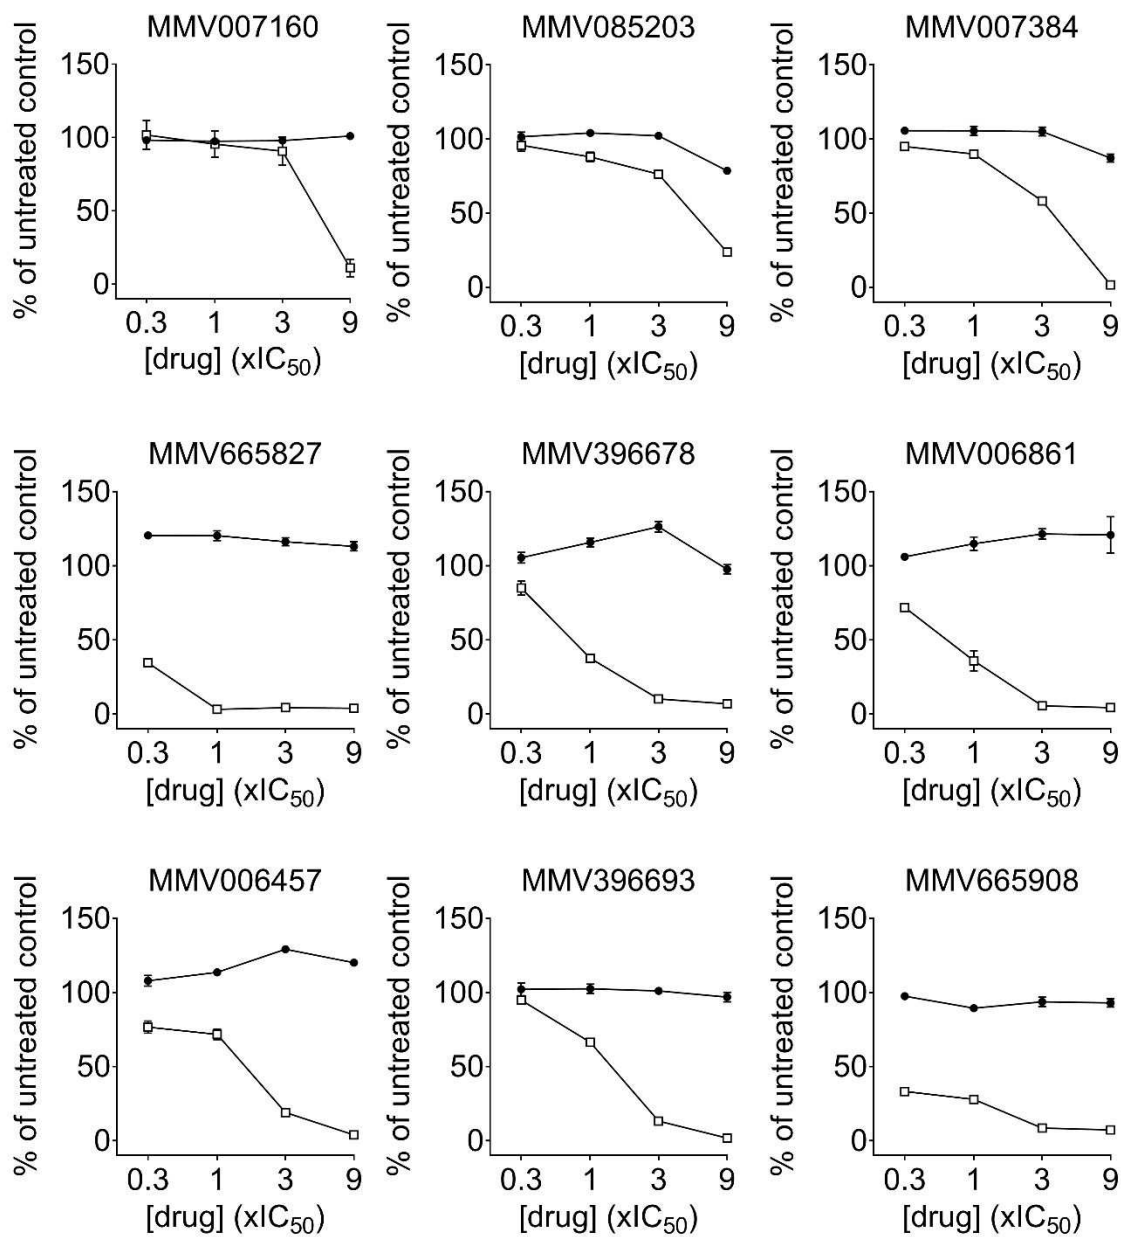 MMV007160
% of untreated control
150
100
50
0
0.3 1 3 9
[drug] (xIC50)
MMV085203
% of untreated control
150
100
50
0
0.3 1 3 9
[drug] (xIC50)
MMV007384
% of untreated control
150
100
50
0
0.3 1 3 9
[drug] (xIC50)
MMV665827
% of untreated control
150
100
50
0
0.3 1 3 9
[drug] (xIC50)
MMV396678
% of untreated control
150
100
50
0
0.3 1 3 9
[drug] (xIC50)
MMV006861
% of untreated control
150
100
50
0
0.3 1 3 9
[drug] (xIC50)
MMV006457
% of untreated control
150
100
50
0
0.3 1 3 9
[drug] (xIC50)
MMV396693
% of untreated control
150
100
50
0
0.3 1 3 9
[drug] (xIC50)
MMV665908
% of untreated control
150
100
50
0
0.3 1 3 9
[drug] (xIC50)